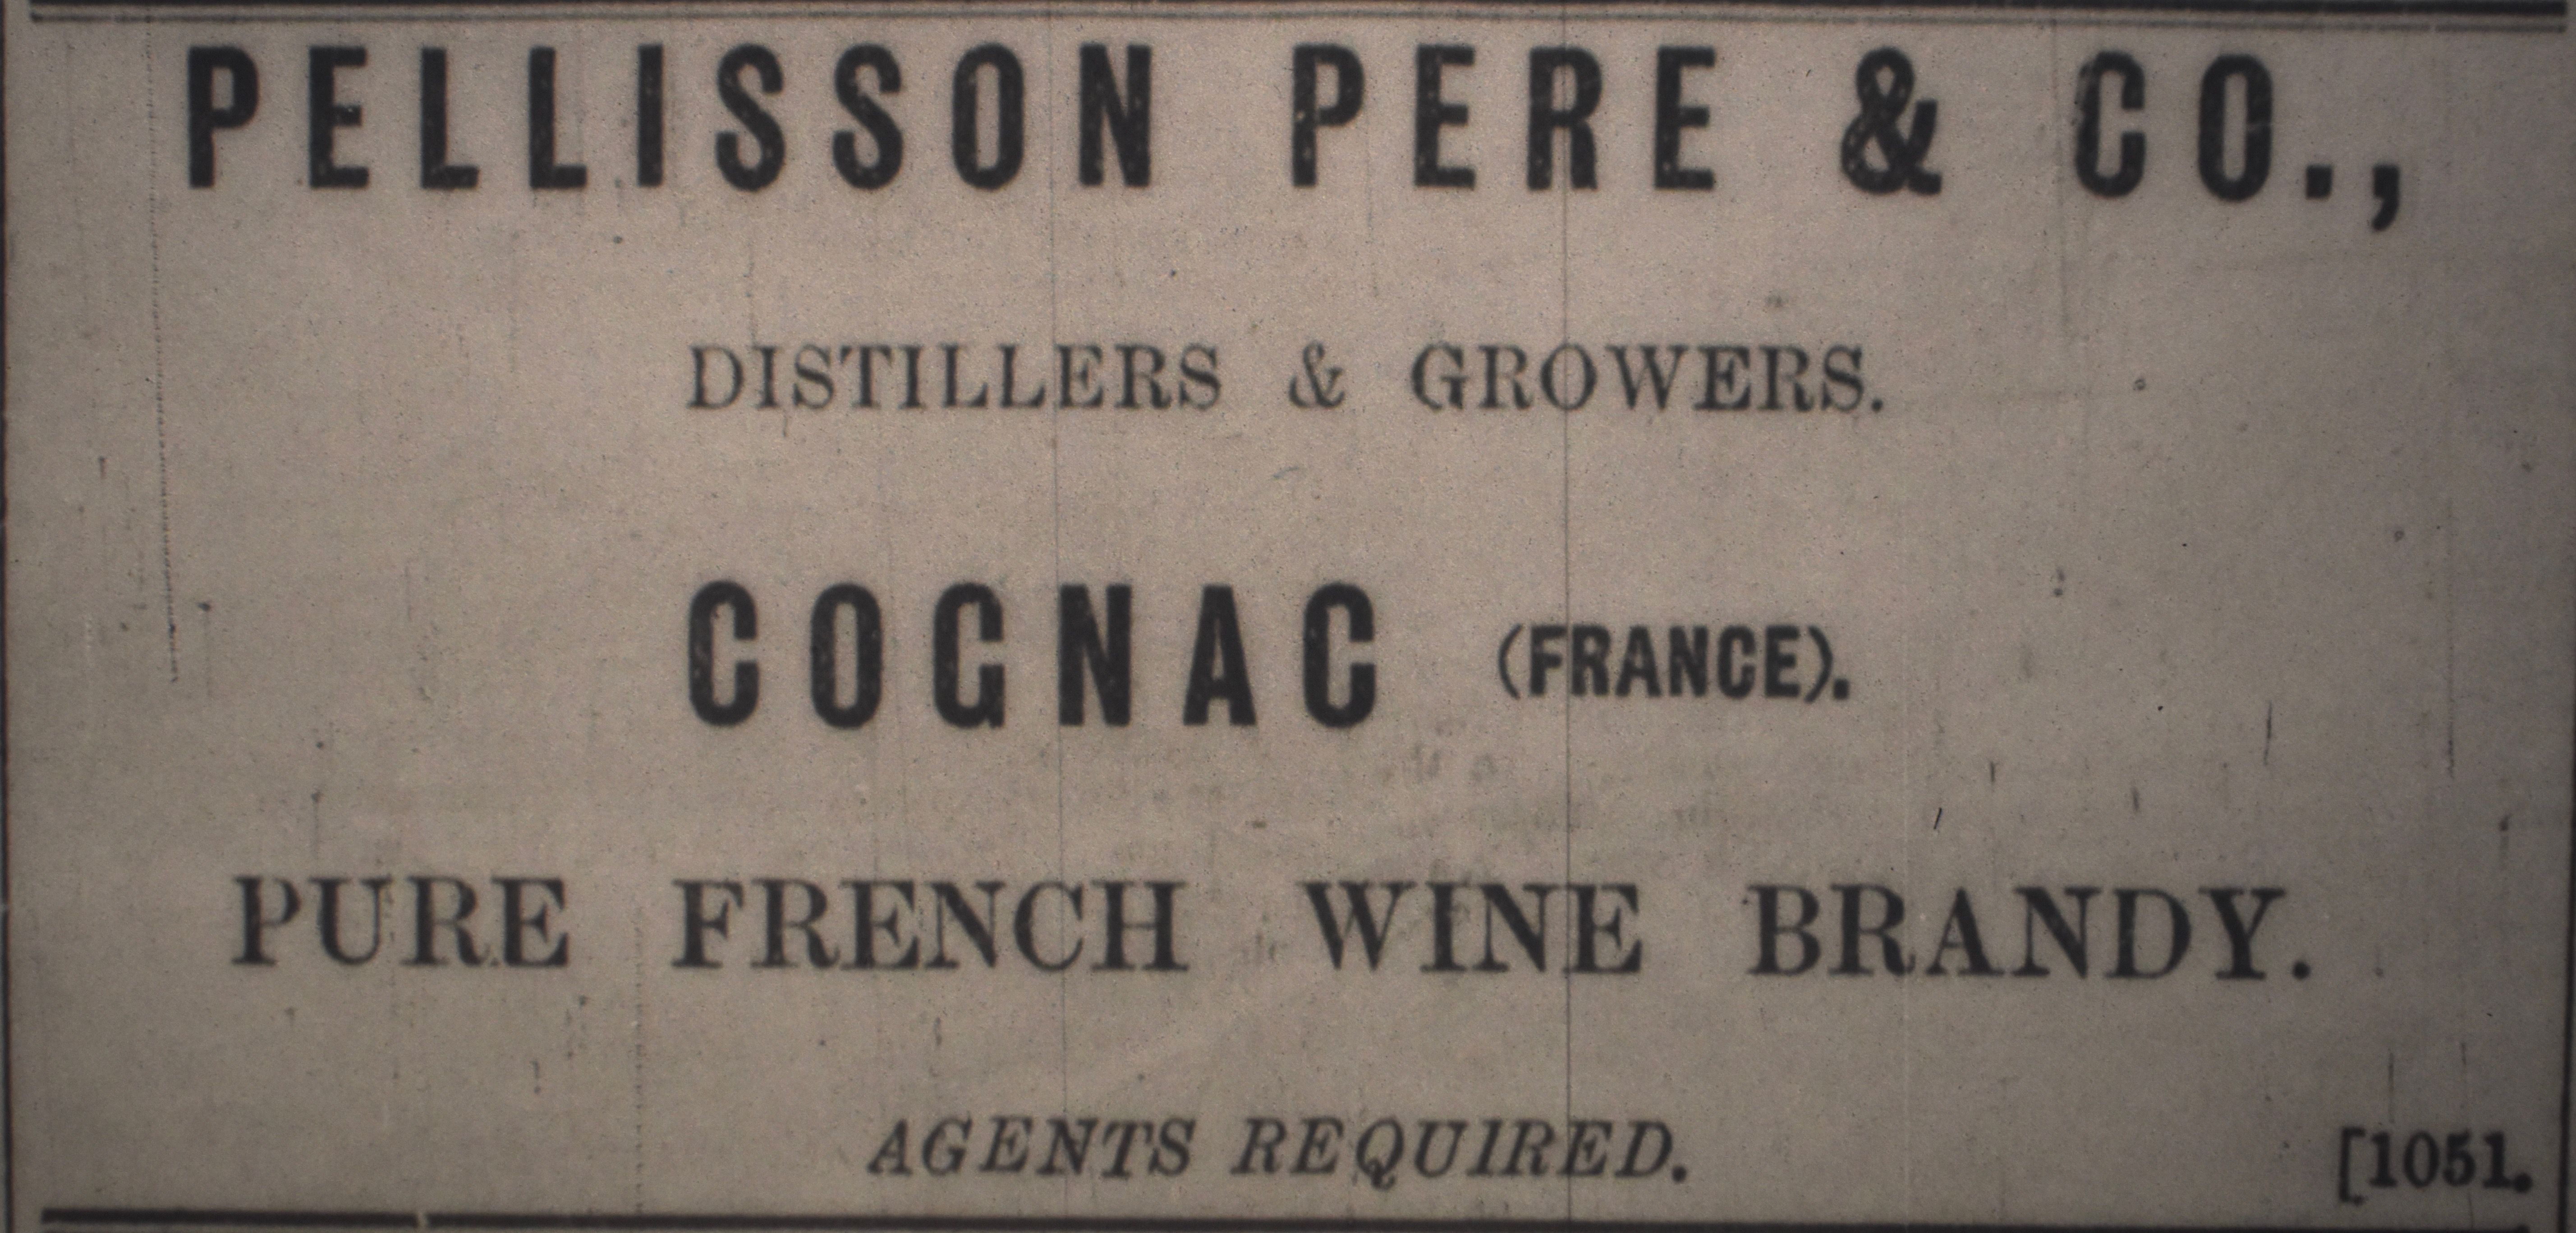 PELLISSON PERE & CO.,
DISTILLERS & GROWERS.
COGNAC (FRANCE).
PURE FRENCH WINE BRANDY.
AGENTS REQUIRED.
[1051.